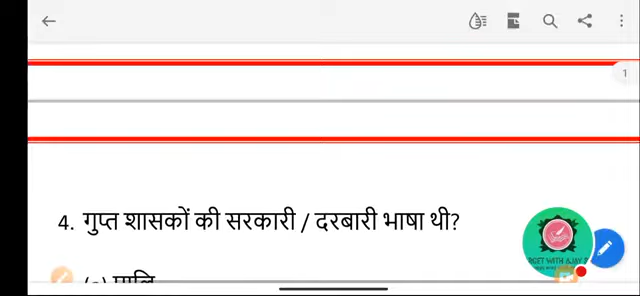 1
4. गुप्त शासकों की सरकारी / दरबारी भाषा थी?